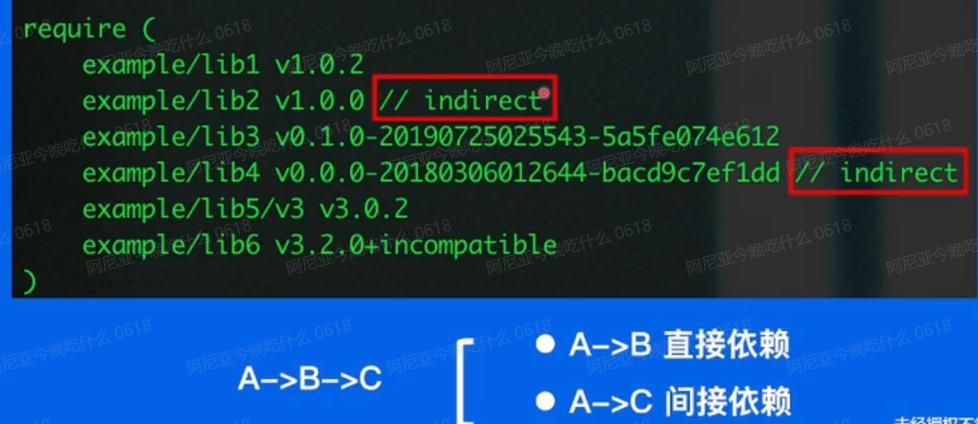 require (
example/lib1 v1.0.2
example/lib2 v1.0.0 // indirect
example/lib3 v0.1.0-20190725025543-5a5fe074e612
example/lib4 v0.0.0-20180306012644-bacd9c7ef1dd // indirect
example/lib5/v3 v3.0.2
example/lib6 v3.2.0+incompatible
)
A->B->C
A->B 直接依赖
A->C 间接依赖
阿尼亚今晚吃什么 0618